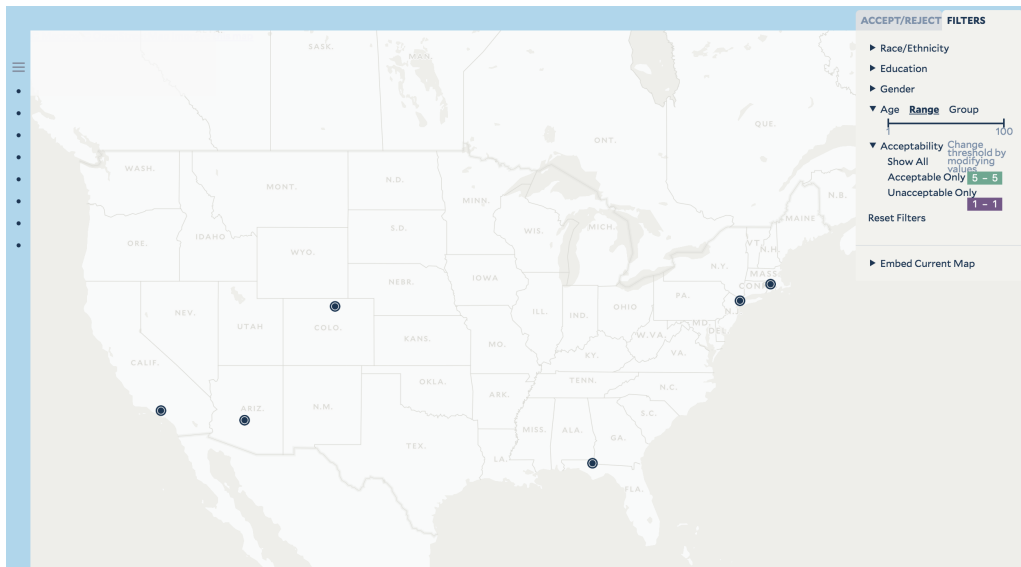 ACCEPT/REJECT FILTERS
Race/Ethnicity
Education
Gender
Age Range Group
1 100
Acceptability Change threshold by modifying values
Show All
Acceptable Only 5 – 5
Unacceptable Only
1 – 1
Reset Filters
Embed Current Map
SASK.
MAN.
ONT.
QUE.
N.B.
WASH.
MONT.
N.D.
MINN.
ORE.
IDAHO
WYO.
S.D.
WIS.
MICH.
MAINE
VT.
N.H.
N.Y.
MASS.
CONN.
NEV.
UTAH
COLO.
NEBR.
IOWA
ILL.
IND.
OHIO
PA.
N.J.
MD.
DEL.
CALIF.
KANS.
MO.
KY.
W.VA.
VA.
ARIZ.
N.M.
OKLA.
ARK.
TENN.
N.C.
S.C.
TEX.
LA.
MISS.
ALA.
GA.
FLA.